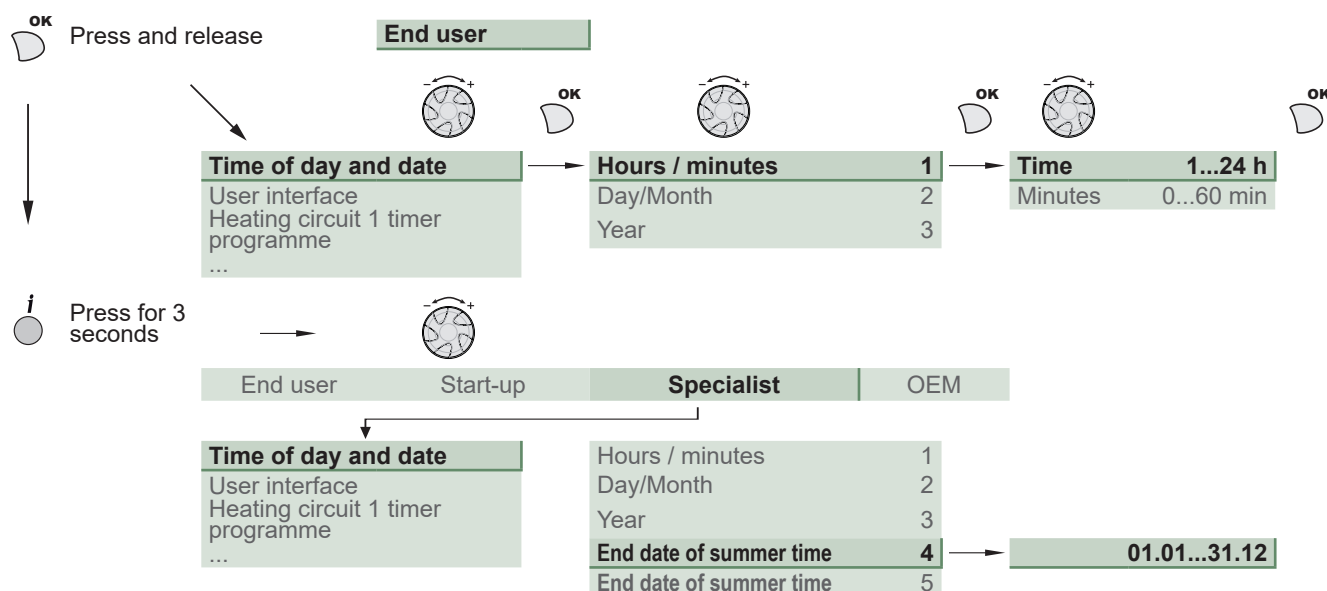 OK
Press and release
End user
- +
OK
- +
OK
- +
OK
Time of day and date
User interface
Heating circuit 1 timer
programme
...
Hours / minutes 1
Day/Month 2
Year 3
Time 1...24 h
Minutes 0...60 min
i
Press for 3
seconds
- +
End user Start-up Specialist OEM
Time of day and date
User interface
Heating circuit 1 timer
programme
...
Hours / minutes 1
Day/Month 2
Year 3
End date of summer time 4
End date of summer time 5
01.01...31.12